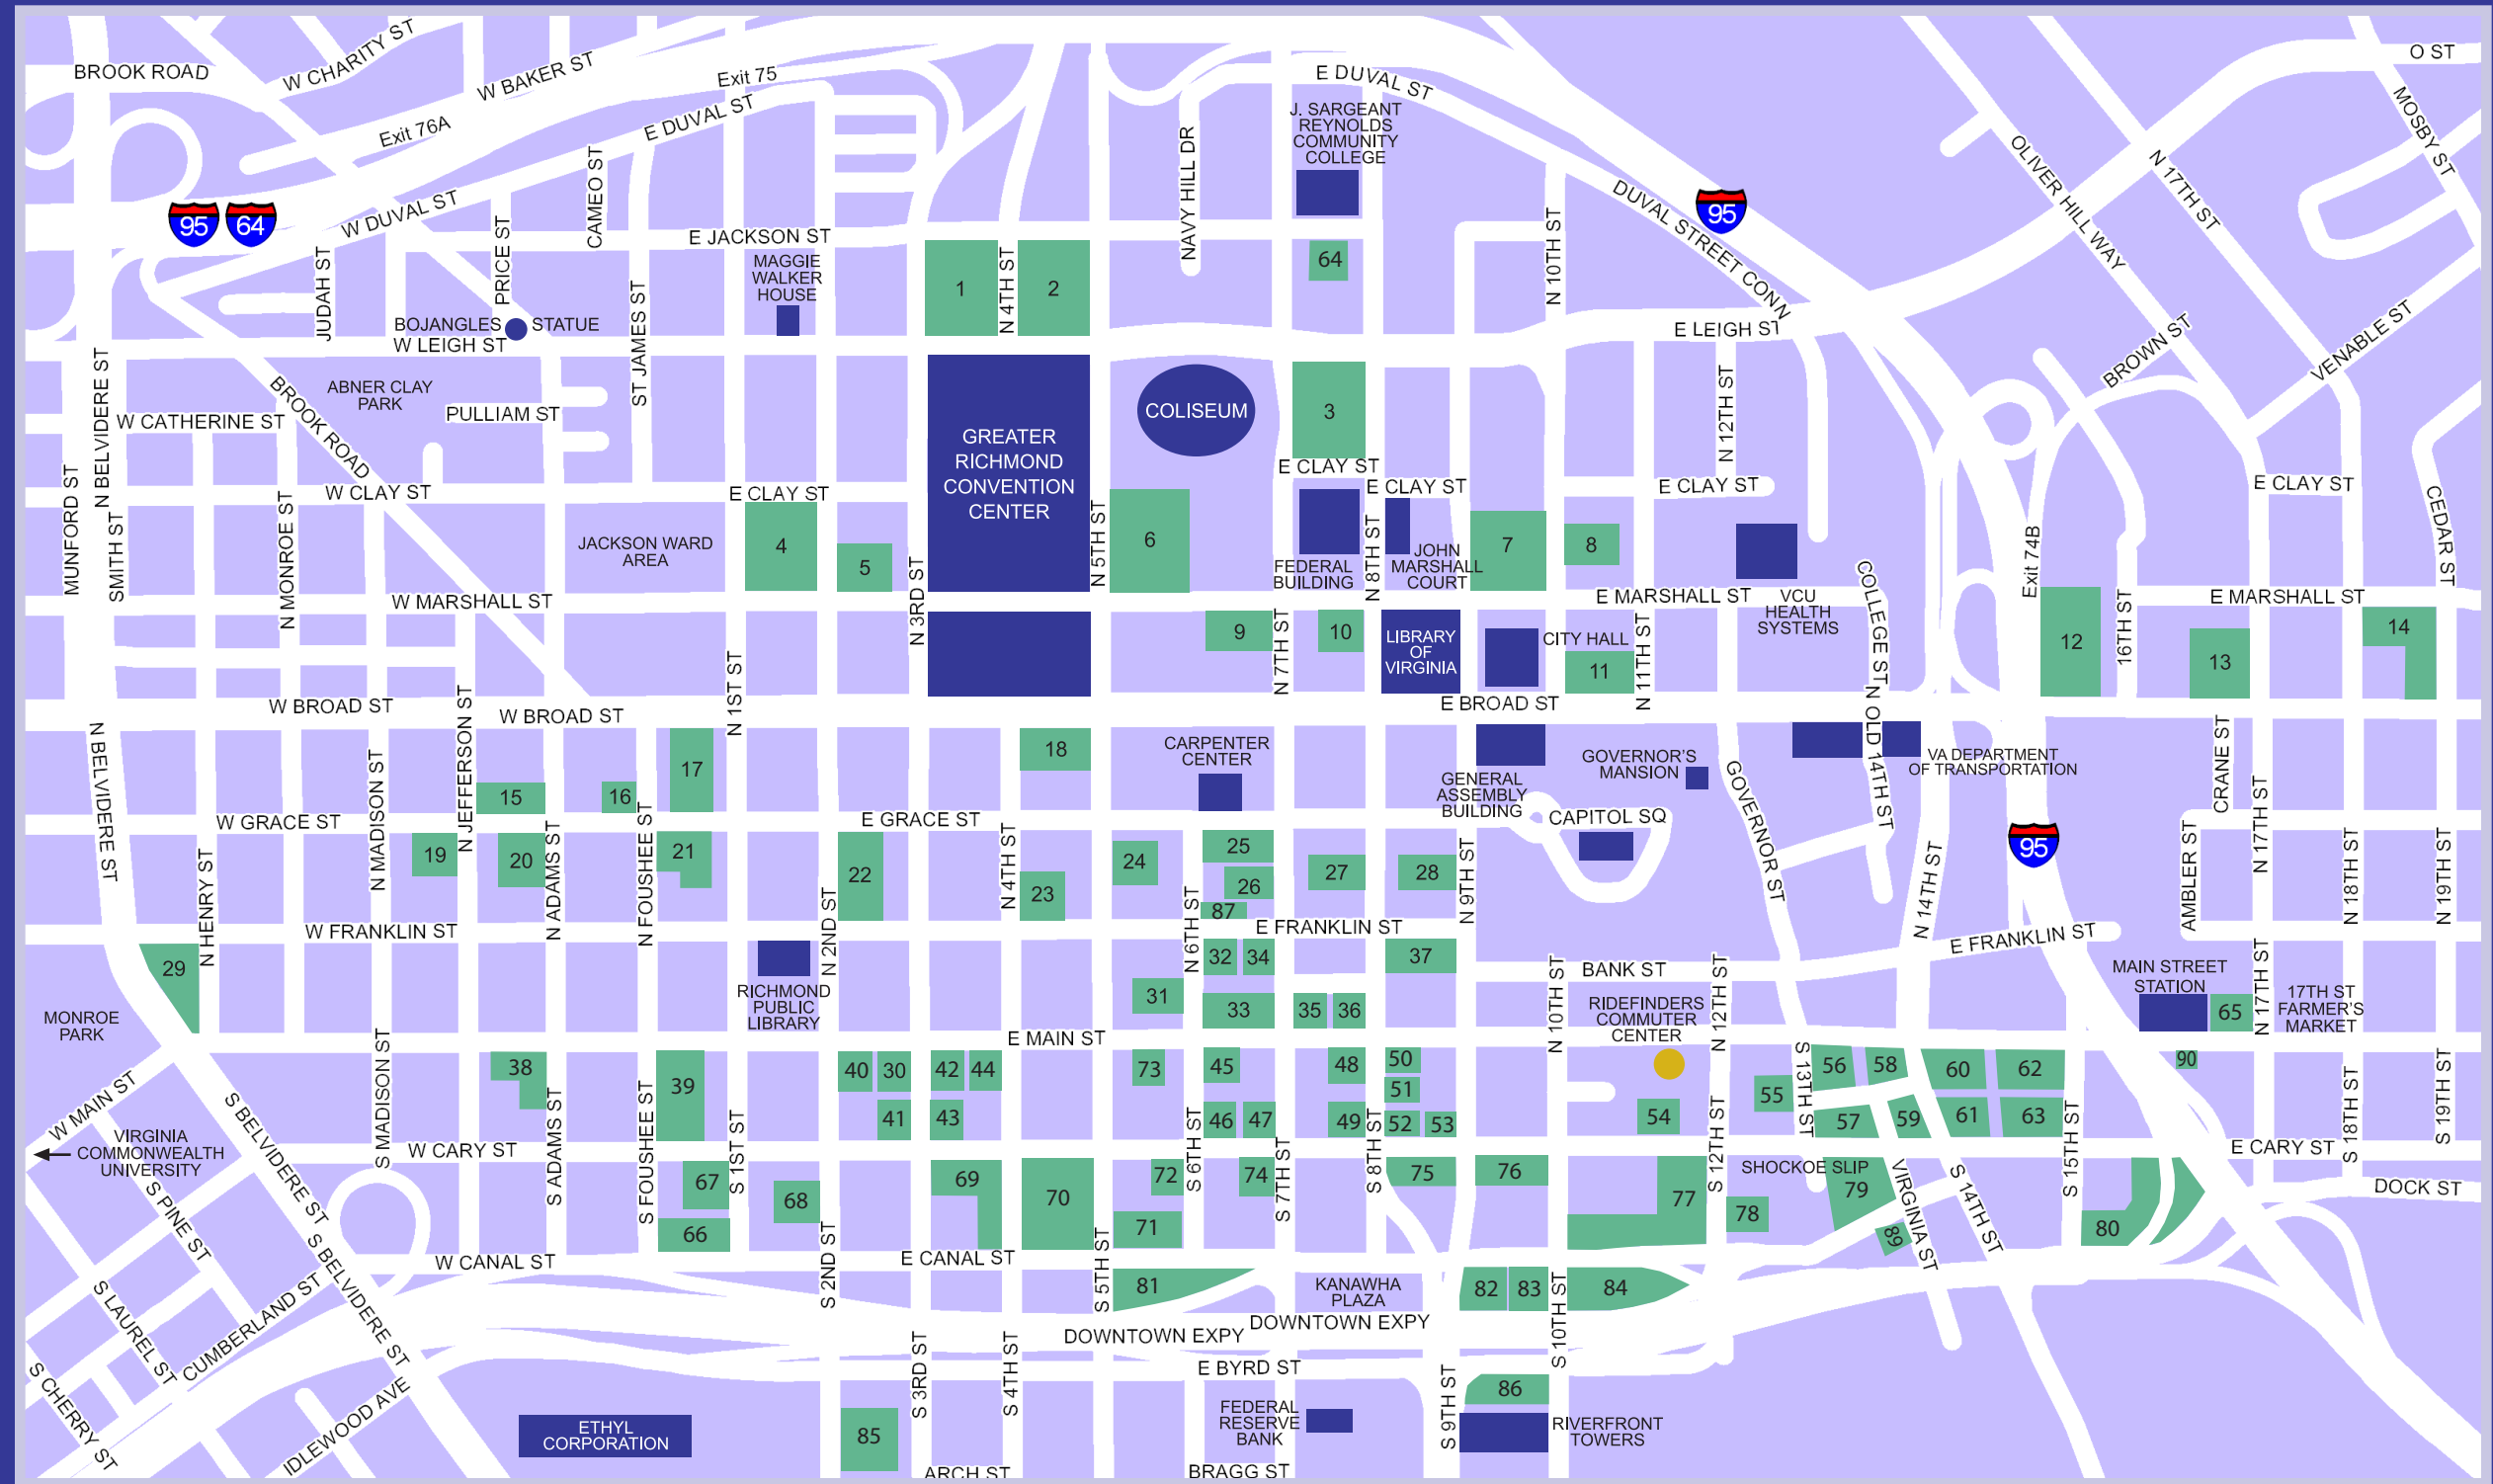 BROOK ROAD
W CHARITY ST
W BAKER ST
Exit 75
E DUVAL ST
O ST
Exit 76A
E DUVAL ST
MOSBY ST
J. SARGEANT
REYNOLDS
COMMUNITY
COLLEGE
NAVY HILL DR
OLIVER HILL WAY
N 17TH ST
CAMEO ST
95
64
W DUVAL ST
PRICE ST
JUDAH ST
E JACKSON ST
MAGGIE
WALKER
HOUSE
1
N 4TH ST
2
64
N 10TH ST
DUVAL STREET CONN
95
BOJANGLES
STATUE
W LEIGH ST
ST JAMES ST
E LEIGH ST
BROWN ST
VENABLE ST
N BELVIDERE ST
ABNER CLAY
PARK
BROOK ROAD
PULLIAM ST
W CATHERINE ST
COLISEUM
3
N 12TH ST
GREATER
RICHMOND
CONVENTION
CENTER
MUNFORD ST
SMITH ST
N MONROE ST
W CLAY ST
E CLAY ST
E CLAY ST
E CLAY ST
E CLAY ST
E CLAY ST
CEDAR ST
JACKSON WARD
AREA
4
5
N 3RD ST
N 5TH ST
6
FEDERAL
BUILDING
N 8TH ST
JOHN
MARSHALL
COURT
7
8
Exit 74B
COLLEGE ST
W MARSHALL ST
E MARSHALL ST
VCU
HEALTH
SYSTEMS
E MARSHALL ST
9
N 7TH ST
10
LIBRARY
OF
VIRGINIA
CITY HALL
11
N 11TH ST
12
16TH ST
13
14
W BROAD ST
W BROAD ST
N JEFFERSON ST
N 1ST ST
E BROAD ST
N OLD 14TH ST
N BELVIDERE ST
N MADISON ST
17
18
CARPENTER
CENTER
GENERAL
ASSEMBLY
BUILDING
GOVERNOR'S
MANSION
GOVERNOR ST
VA DEPARTMENT
OF TRANSPORTATION
CRANE ST
N 17TH ST
15
16
W GRACE ST
E GRACE ST
CAPITOL SQ
95
19
20
N ADAMS ST
N FOUSHEE ST
21
22
N 4TH ST
23
24
25
26
87
27
28
N 9TH ST
N 14TH ST
AMBLER ST
N 18TH ST
N 19TH ST
N HENRY ST
W FRANKLIN ST
N 2ND ST
N 6TH ST
E FRANKLIN ST
E FRANKLIN ST
29
RICHMOND
PUBLIC
LIBRARY
31
32
34
33
35
36
37
N 10TH ST
BANK ST
N 12TH ST
MAIN STREET
STATION
65
N 17TH ST
17TH ST
FARMER'S
MARKET
MONROE
PARK
RIDEFINDERS
COMMUTER
CENTER
E MAIN ST
W MAIN ST
S MADISON ST
38
39
40
30
42
44
41
43
73
45
46
47
48
49
50
51
52
53
54
55
S 13TH ST
56
58
57
59
60
62
61
63
90
S 19TH ST
VIRGINIA
COMMONWEALTH
UNIVERSITY
S BELVIDERE ST
W CARY ST
S ADAMS ST
S FOUSHEE ST
S 1ST ST
S 6TH ST
S 7TH ST
S 8TH ST
S 12TH ST
S 15TH ST
E CARY ST
S 18TH ST
S PINE ST
67
68
66
69
70
72
71
74
75
76
77
78
SHOCKOE SLIP
79
89
VIRGINIA ST
S 14TH ST
80
DOCK ST
S BELVIDERE ST
W CANAL ST
S 2ND ST
E CANAL ST
S 5TH ST
81
KANAWHA
PLAZA
82
83
S 10TH ST
84
S LAUREL ST
CUMBERLAND ST
DOWNTOWN EXPY
DOWNTOWN EXPY
S CHERRY ST
IDLEWOOD AVE
E BYRD ST
S 3RD ST
S 4TH ST
S 9TH ST
86
ETHYL
CORPORATION
85
FEDERAL
RESERVE
BANK
RIVERFRONT
TOWERS
ARCH ST
BRAGG ST